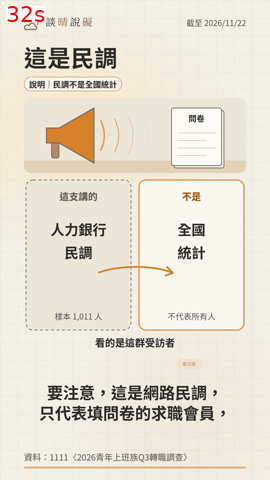 32s
談晴說礙
截至 2026/11/22
這是民調
說明｜民調不是全國統計
問卷
這支講的
不是
人力銀行
民調
全國
統計
樣本 1,011 人
不代表所有人
看的是這群受訪者
要注意，這是網路民調，
只代表填問卷的求職會員，
資料：1111〈2026青年上班族Q3轉職調查〉